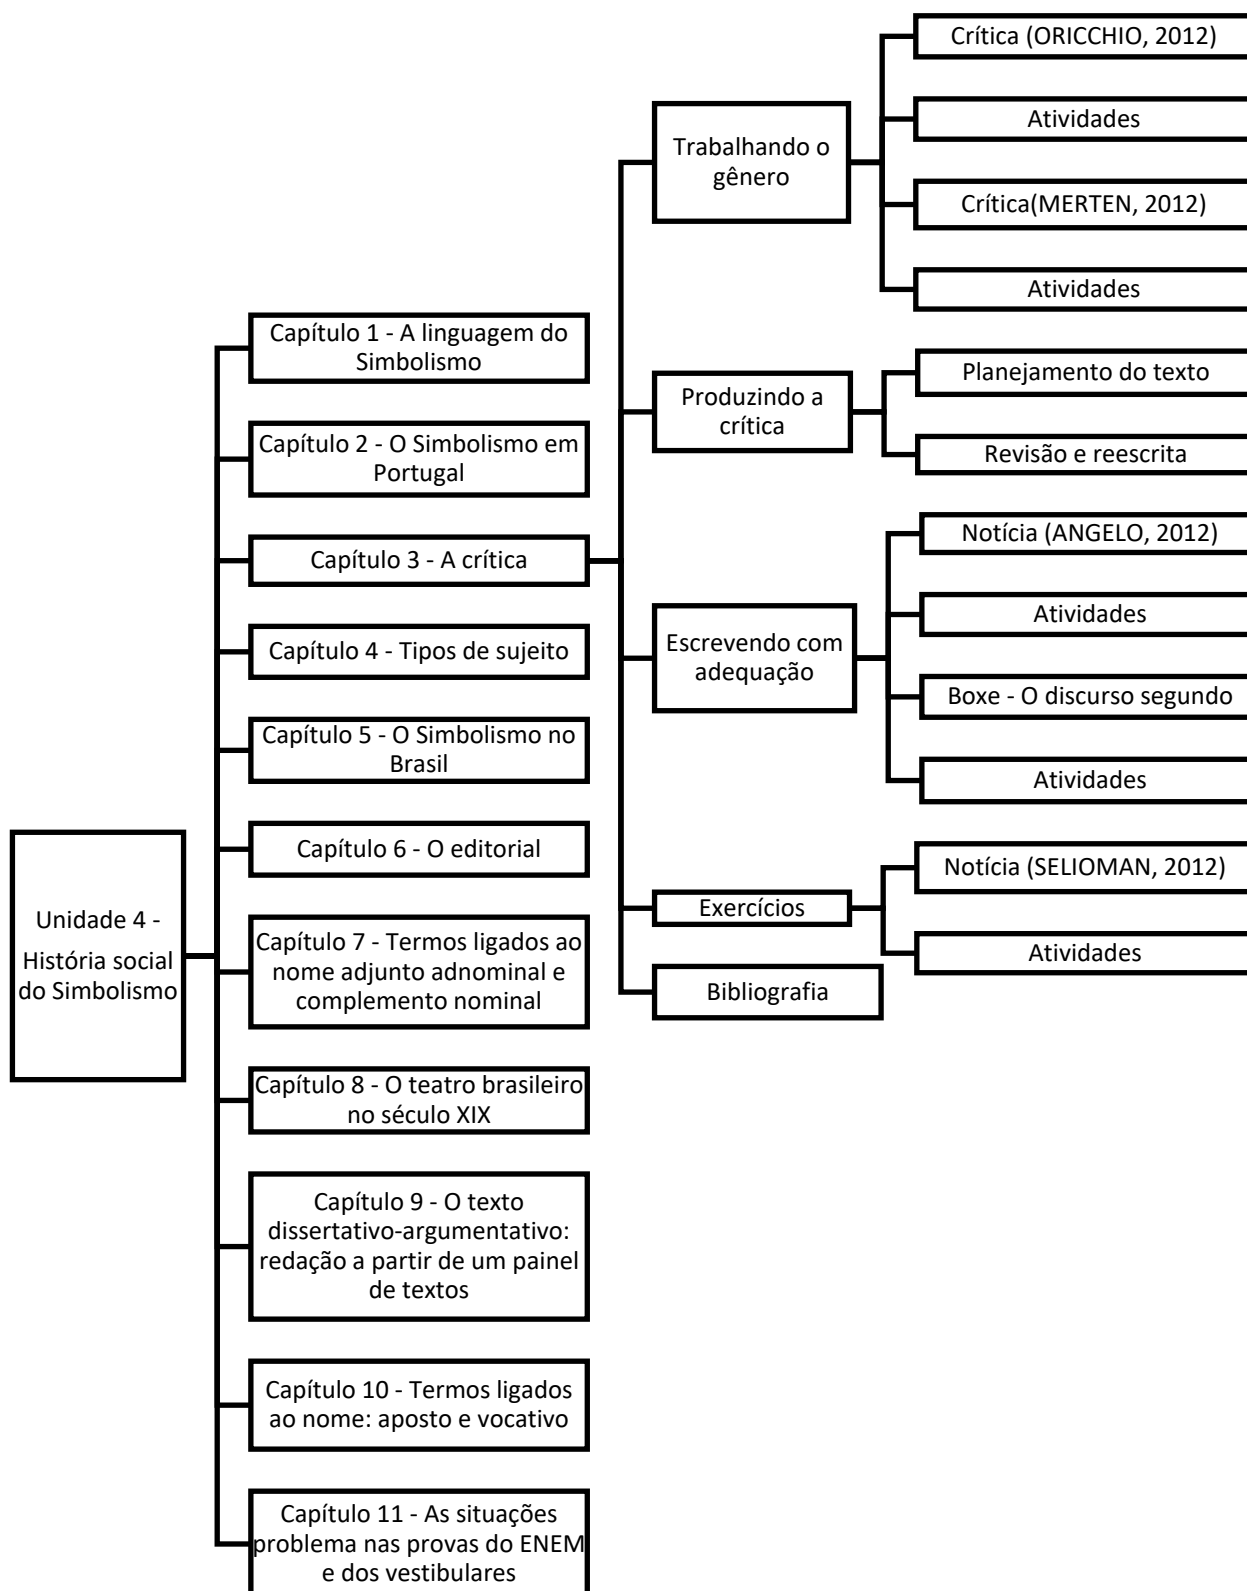 Unidade 4 -
História social
do Simbolismo
Capítulo 1 - A linguagem do
Simbolismo
Capítulo 2 - O Simbolismo em
Portugal
Capítulo 3 - A crítica
Capítulo 4 - Tipos de sujeito
Capítulo 5 - O Simbolismo no
Brasil
Capítulo 6 - O editorial
Capítulo 7 - Termos ligados ao
nome adjunto adnominal e
complemento nominal
Capítulo 8 - O teatro brasileiro
no século XIX
Capítulo 9 - O texto
dissertativo-argumentativo:
redação a partir de um painel
de textos
Capítulo 10 - Termos ligados
ao nome: aposto e vocativo
Capítulo 11 - As situações
problema nas provas do ENEM
e dos vestibulares
Trabalhando o
gênero
Crítica (ORICCHIO, 2012)
Atividades
Crítica(MERTEN, 2012)
Atividades
Produzindo a
crítica
Planejamento do texto
Revisão e reescrita
Escrevendo com
adequação
Notícia (ANGELO, 2012)
Atividades
Boxe - O discurso segundo
Atividades
Exercícios
Notícia (SELIOMAN, 2012)
Atividades
Bibliografia